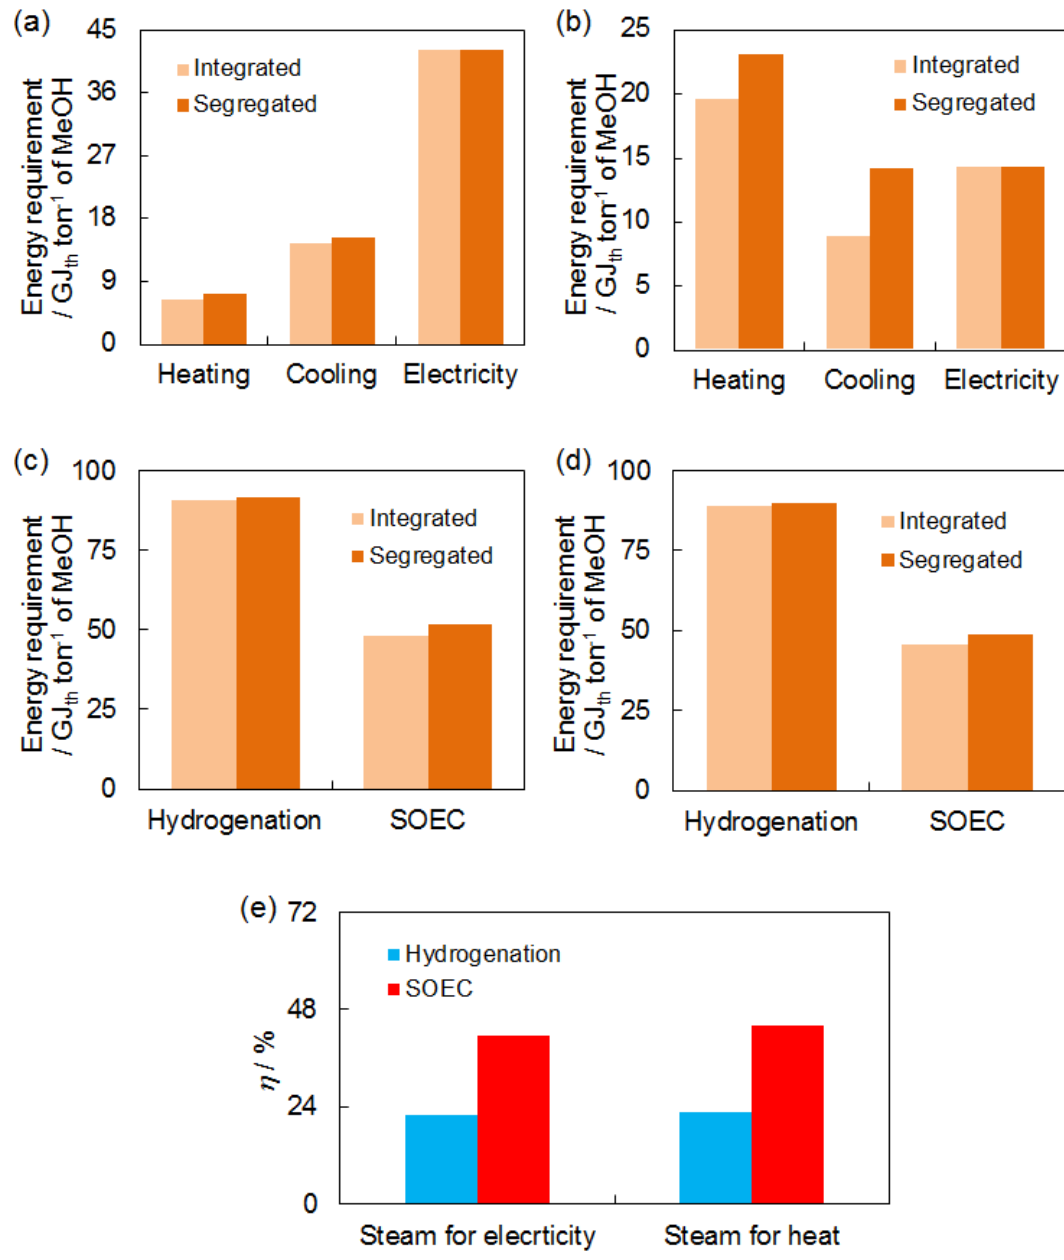 (a)
45
36
27
18
9
0
Energy requirement
/ GJth ton-1 of MeOH
Integrated
Segregated
Heating Cooling Electricity
(b)
25
20
15
10
5
0
Energy requirement
/ GJth ton-1 of MeOH
Integrated
Segregated
Heating Cooling Electricity
(c)
100
75
50
25
0
Energy requirement
/ GJth ton-1 of MeOH
Integrated
Segregated
Hydrogenation SOEC
(d)
100
75
50
25
0
Energy requirement
/ GJth ton-1 of MeOH
Integrated
Segregated
Hydrogenation SOEC
(e)
72
48
24
0
η / %
Hydrogenation
SOEC
Steam for elecrticity Steam for heat